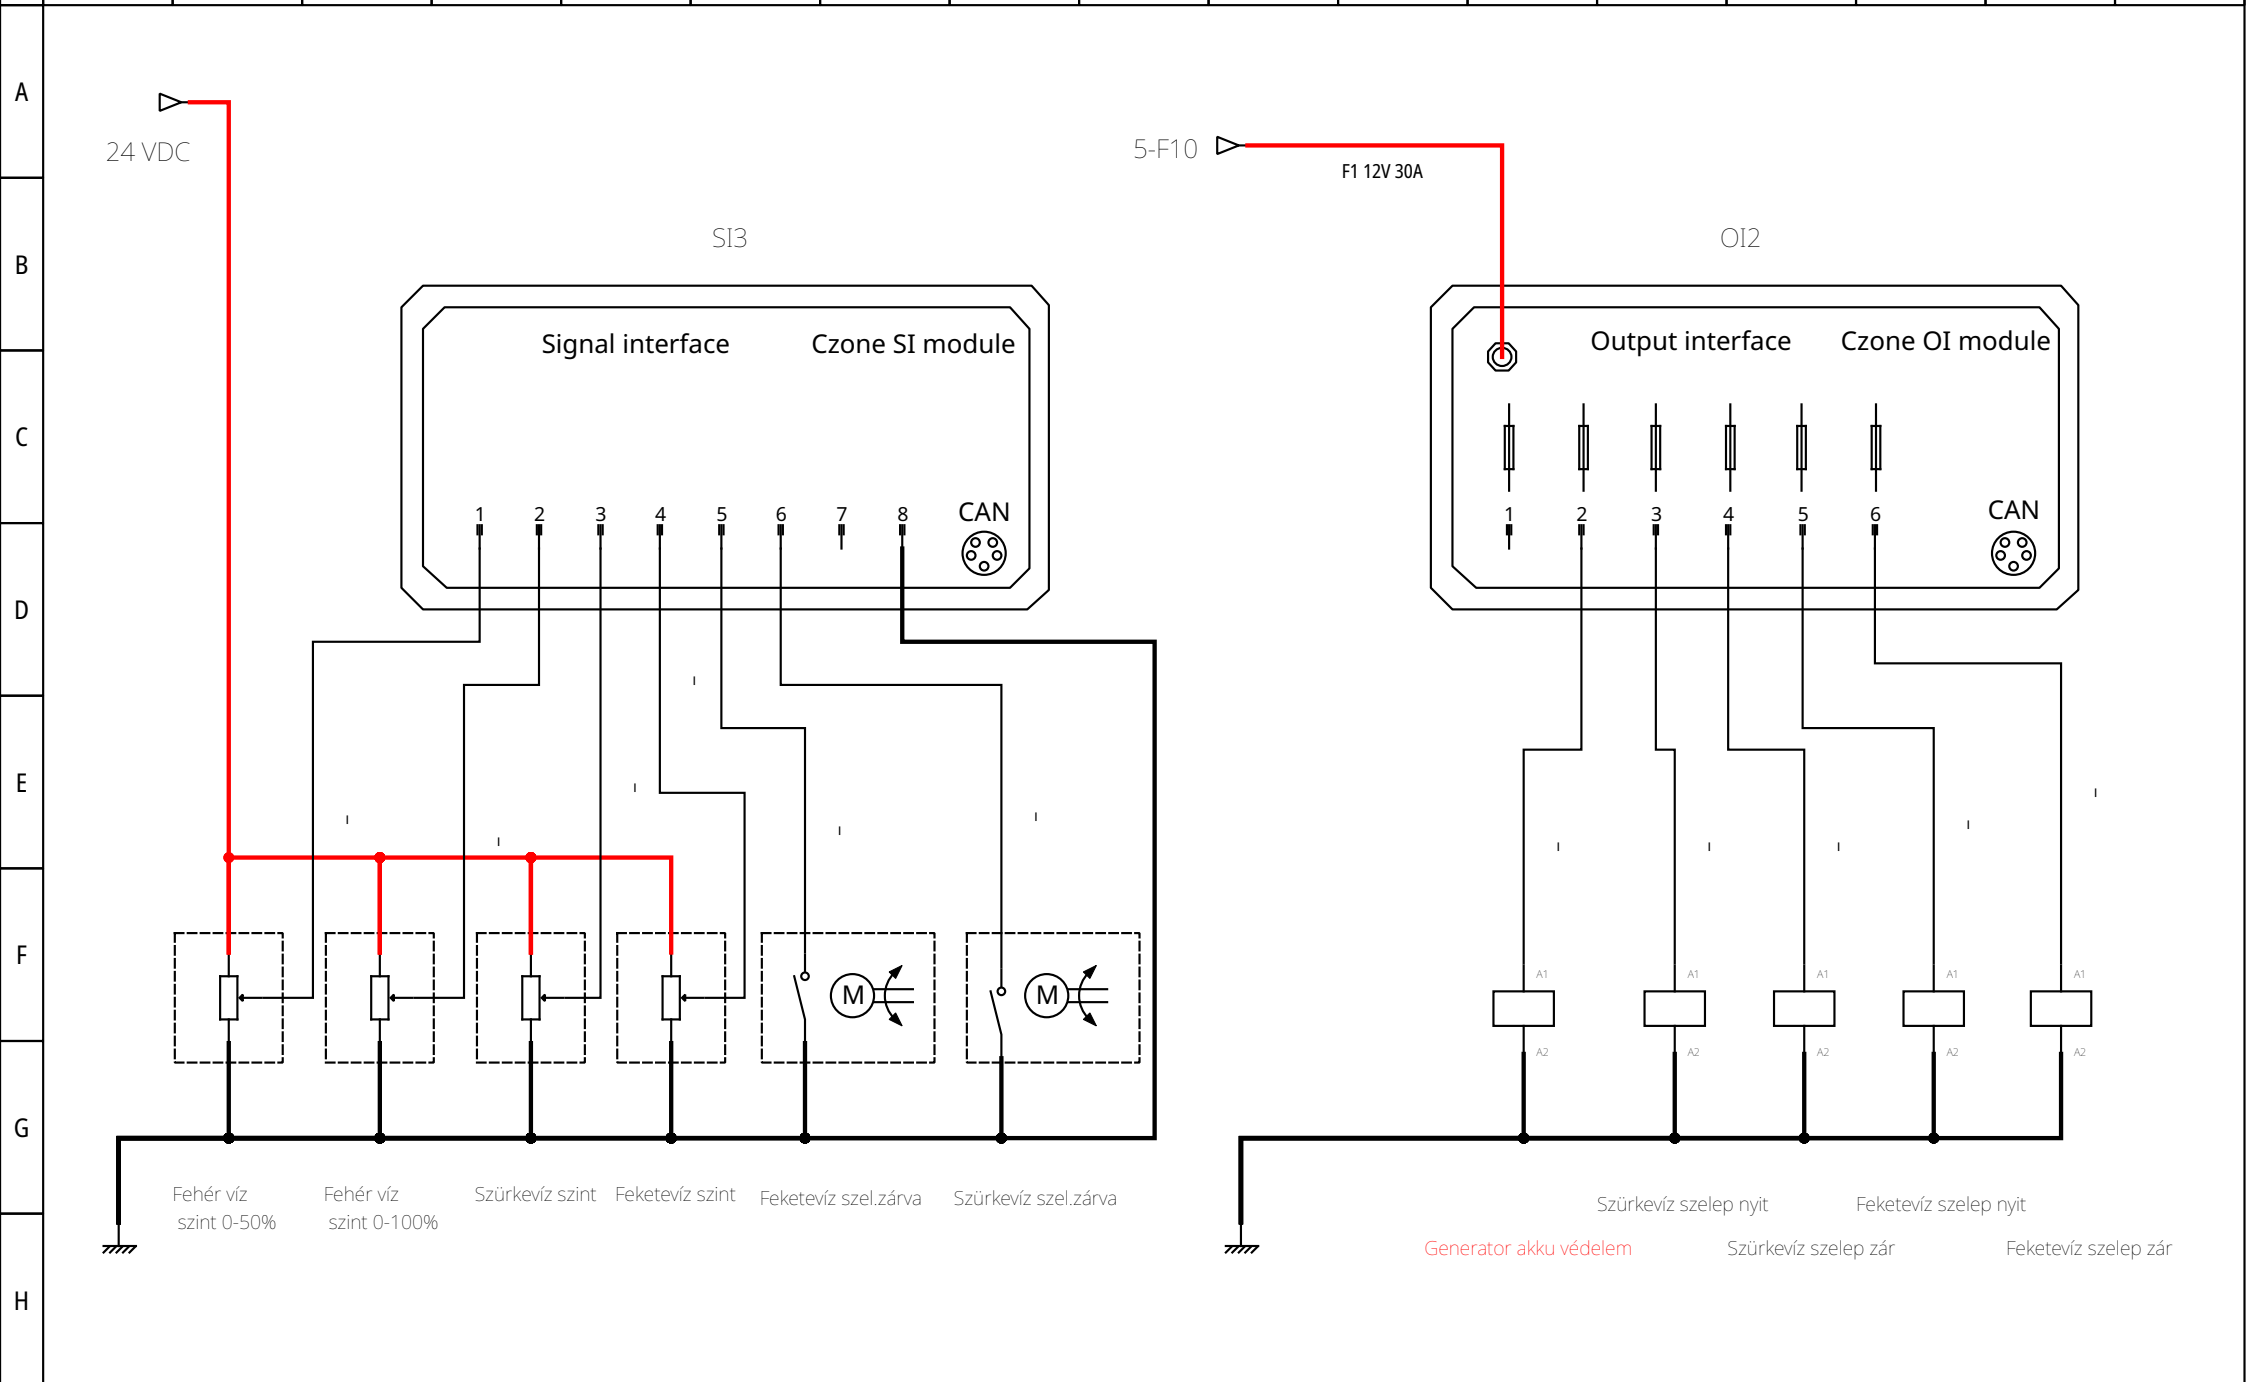 A
24 VDC
5-F10
F1 12V 30A
B
SI3
OI2
Signal interface
Czone SI module
Output interface
Czone OI module
C
1 2 3 4 5 6 7 8
CAN
1 2 3 4 5 6
CAN
D
E
F
M
M
A1 A1 A1 A1 A1
A2 A2 A2 A2 A2
G
Fehér víz
szint 0-50%
Fehér víz
szint 0-100%
Szürkevíz szint
Feketevíz szint
Feketevíz szel.zárva
Szürkevíz szel.zárva
Szürkevíz szelep nyit
Feketevíz szelep nyit
Generator akku védelem
Szürkevíz szelep zár
Feketevíz szelep zár
H